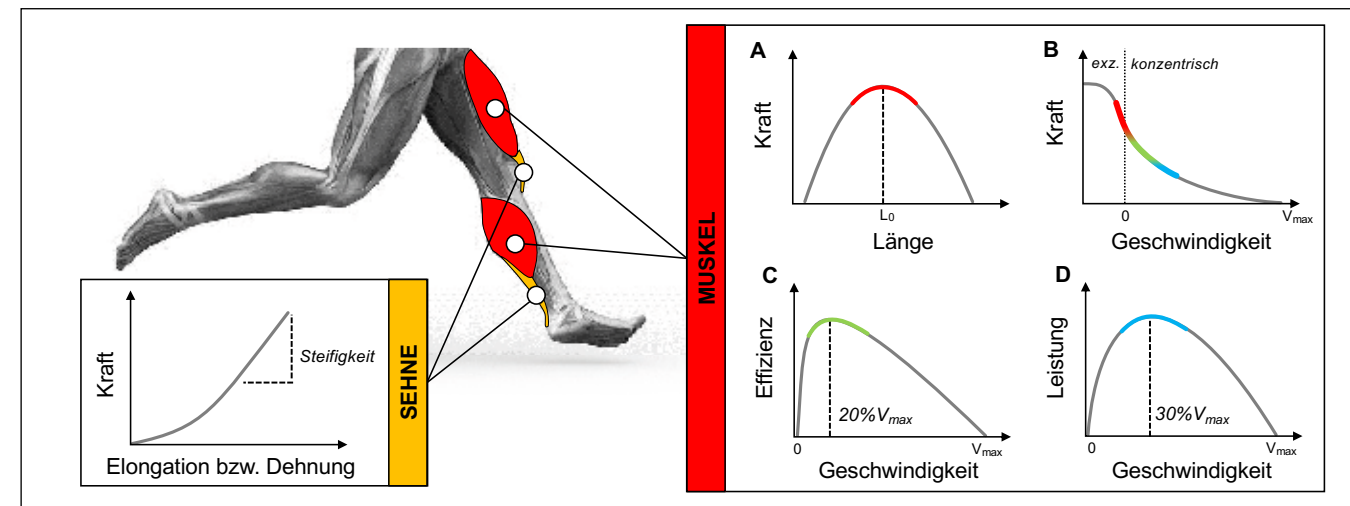 A
Kraft
L0
Länge
B
exz. konzentrisch
Kraft
0
Vmax
Geschwindigkeit
MUSKEL
C
Effizienz
20%Vmax
0
Vmax
Geschwindigkeit
D
Leistung
30%Vmax
0
Vmax
Geschwindigkeit
Kraft
Steifigkeit
Elongation bzw. Dehnung
SEHNE